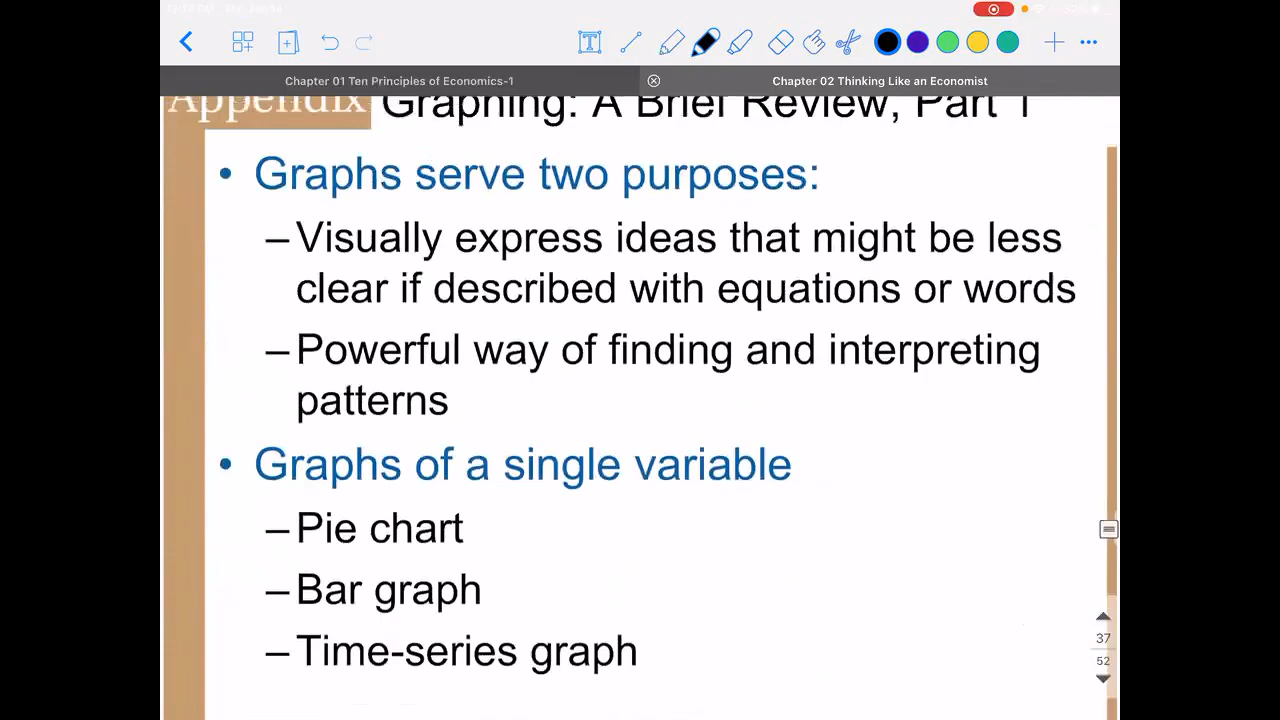 Chapter 01 Ten Principles of Economics-1
Chapter 02 Thinking Like an Economist
Appendix Graphing: A Brief Review, Part 1
• Graphs serve two purposes:
–Visually express ideas that might be less
clear if described with equations or words
–Powerful way of finding and interpreting
patterns
• Graphs of a single variable
–Pie chart
–Bar graph
–Time-series graph
37
52